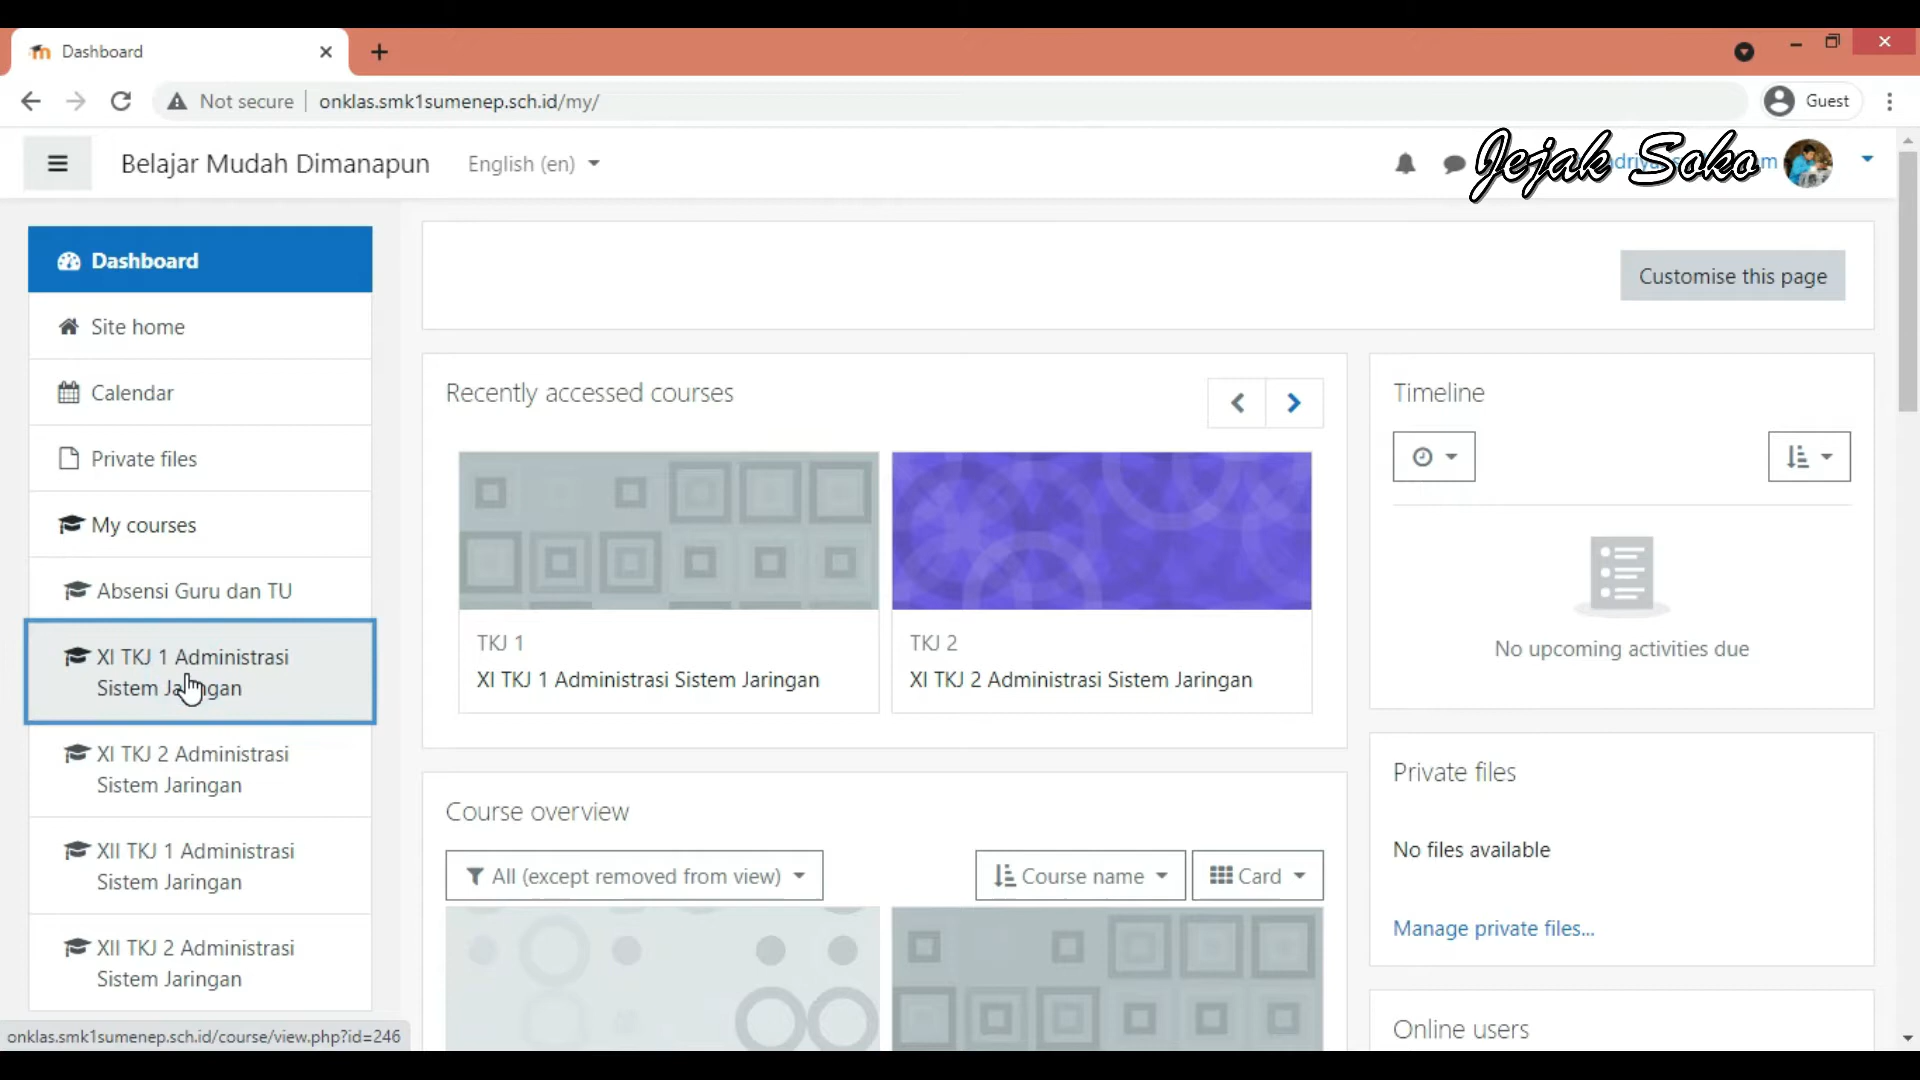 Dashboard
Not secure
onklas.smk1sumenep.sch.id/my/
Guest
Belajar Mudah Dimanapun
English (en)
Jejak Soko
Dashboard
Site home
Calendar
Private files
My courses
Absensi Guru dan TU
XI TKJ 1 Administrasi
Sistem Jaringan
XI TKJ 2 Administrasi
Sistem Jaringan
XII TKJ 1 Administrasi
Sistem Jaringan
XII TKJ 2 Administrasi
Sistem Jaringan
onklas.smk1sumenep.sch.id/course/view.php?id=246
Customise this page
Recently accessed courses
TKJ 1
XI TKJ 1 Administrasi Sistem Jaringan
TKJ 2
XI TKJ 2 Administrasi Sistem Jaringan
Course overview
All (except removed from view)
Course name
Card
Timeline
No upcoming activities due
Private files
No files available
Manage private files...
Online users